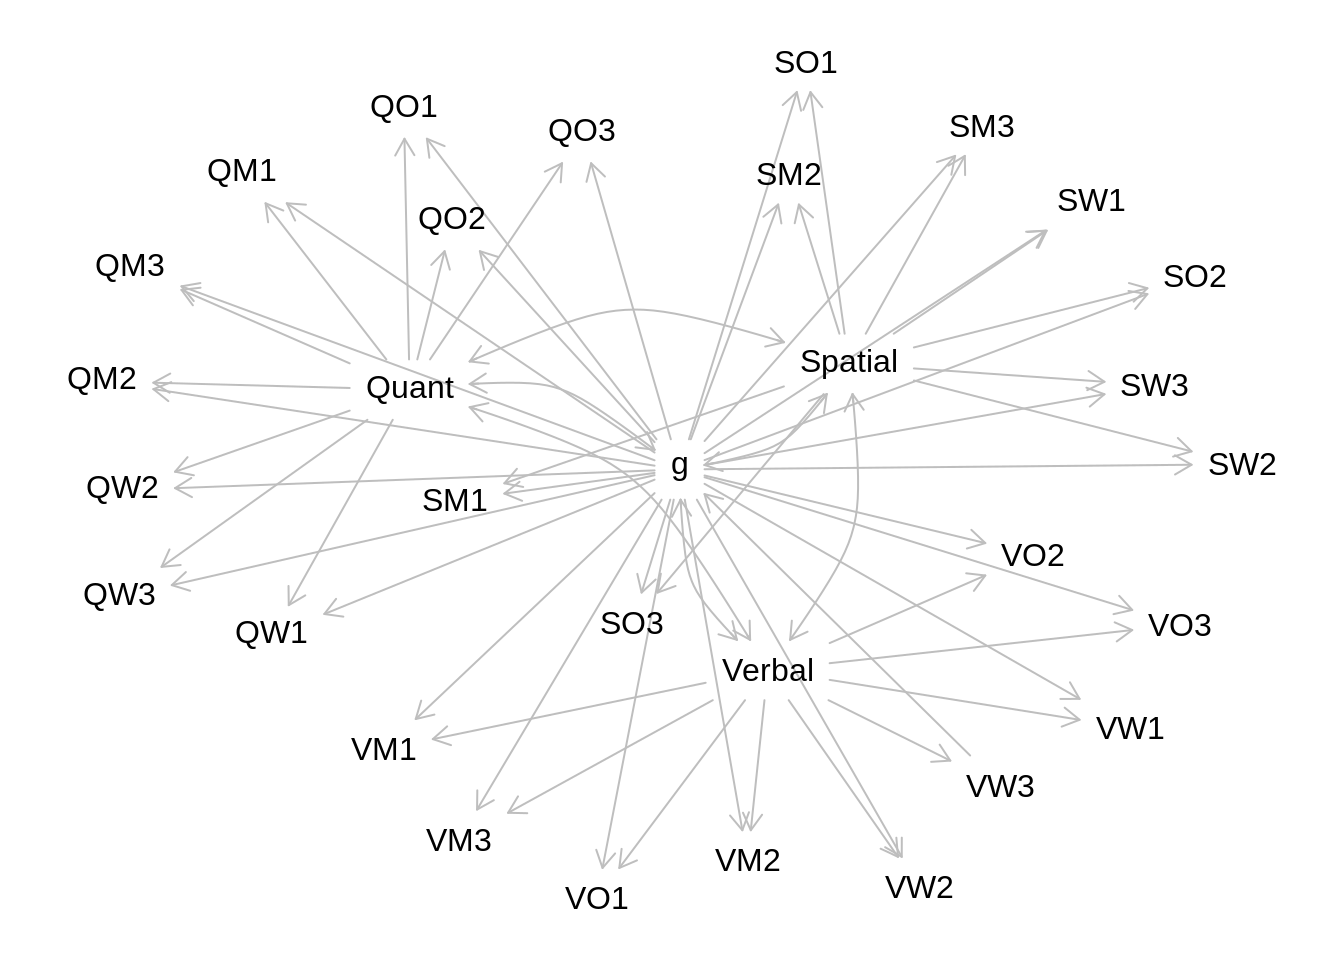 SO1
QO1
SM3
QO3
QM1
SM2
SW1
QO2
QM3
SO2
Spatial
QM2
Quant
SW3
g
SW2
QW2
SM1
VO2
QW3
SO3
VO3
QW1
Verbal
VW1
VM1
VW3
VM3
VM2
VW2
VO1